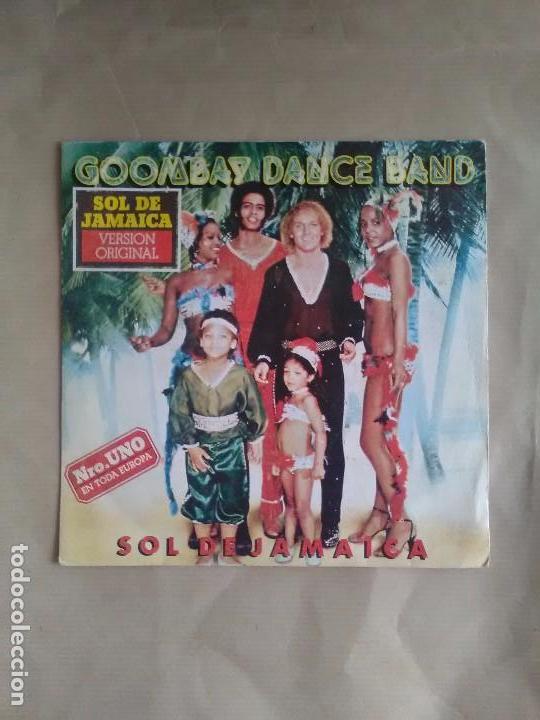 GOOMBAY DANCE BAND
SOL DE
JAMAICA
VERSION
ORIGINAL
Nro. UNO
EN TODA EUROPA
SOL DE JAMAICA
todocoleccion